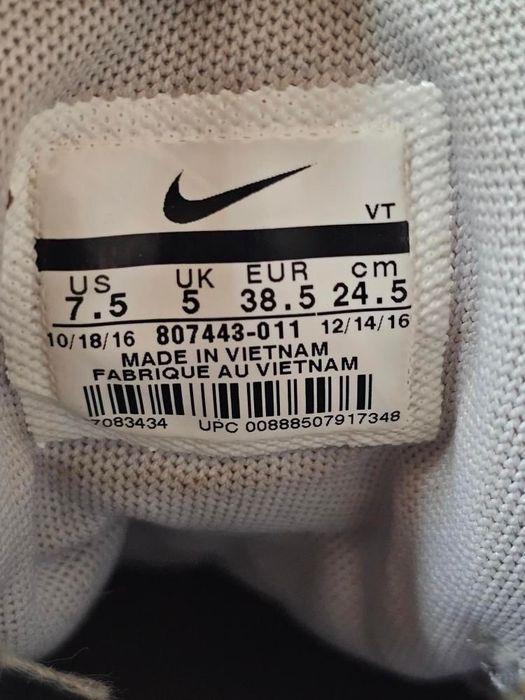 VT
US UK EUR cm
7.5 5 38.5 24.5
10/18/16 807443-011 12/14/16
MADE IN VIETNAM
FABRIQUE AU VIETNAM
7083434 UPC 00888507917348